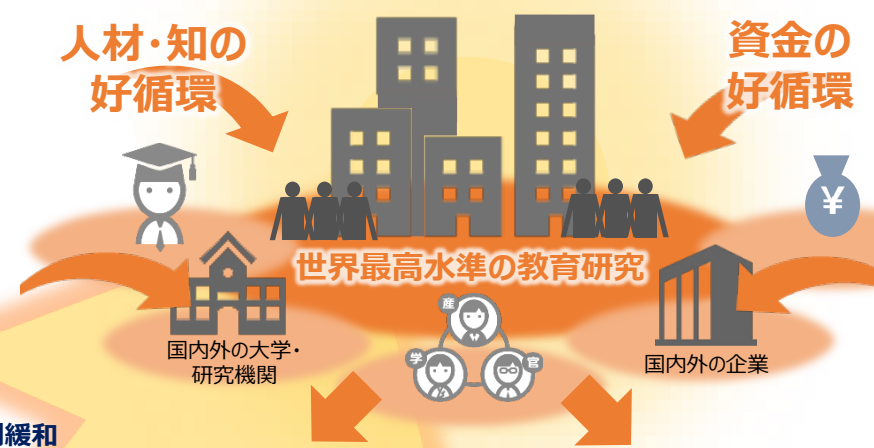 人材・知の
好循環
資金の
好循環
¥
世界最高水準の教育研究
産
学
官
国内外の大学・
研究機関
国内外の企業
緩和